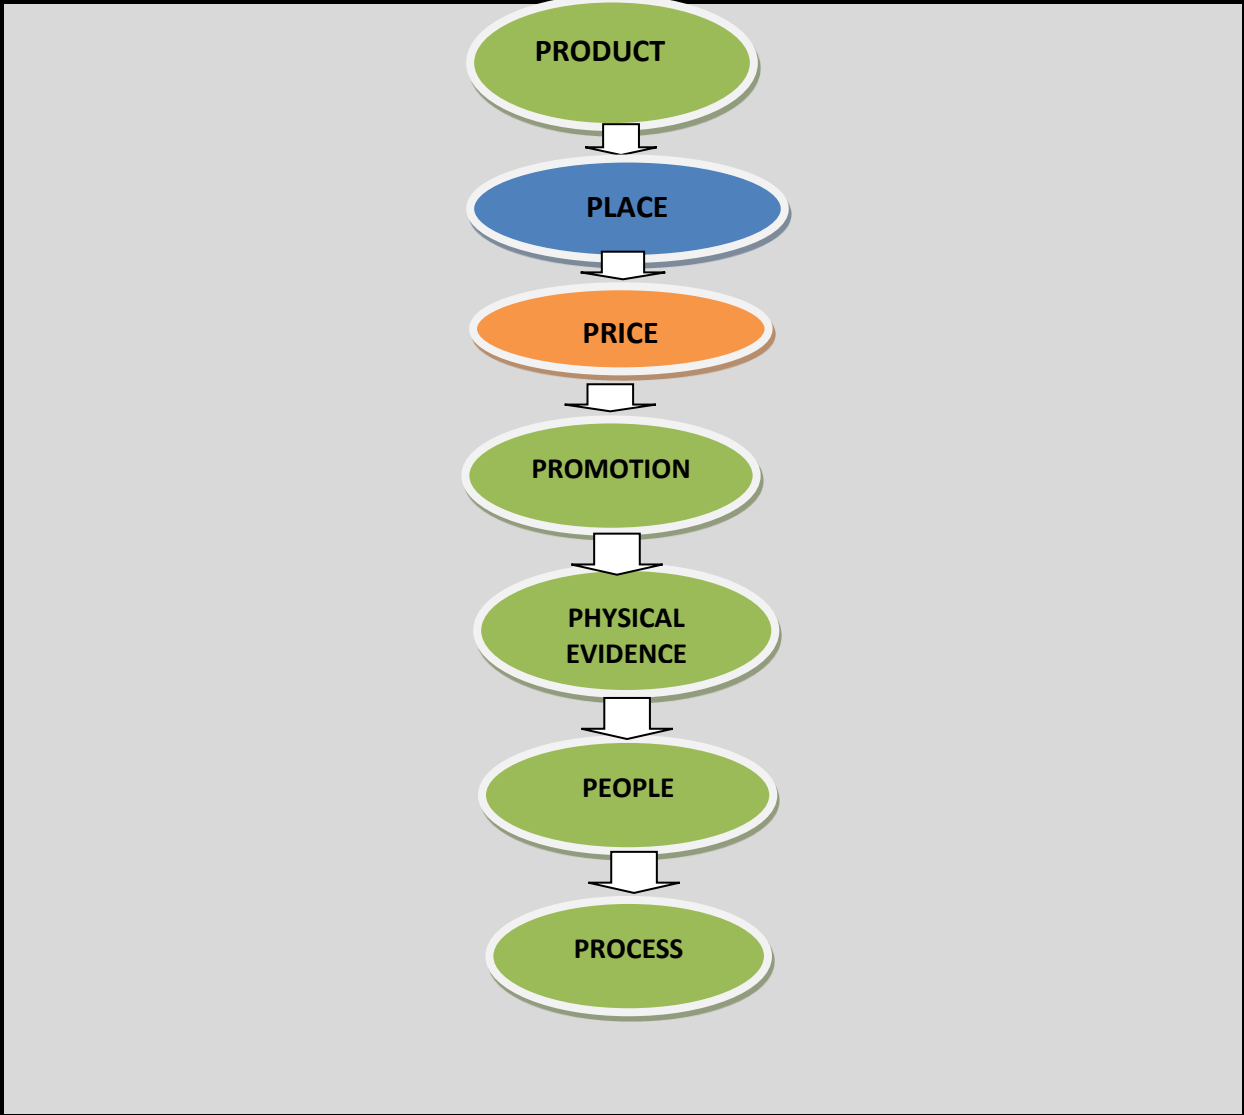 PRODUCT
PLACE
PRICE
PROMOTION
PHYSICAL
EVIDENCE
PEOPLE
PROCESS